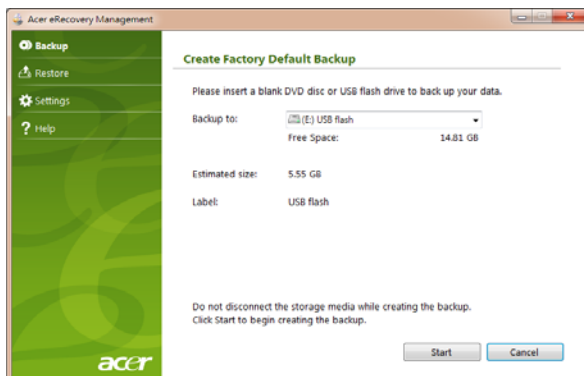 Acer eRecovery Management
Backup
Restore
Settings
Help
Create Factory Default Backup
Please insert a blank DVD disc or USB flash drive to back up your data.
Backup to: (E:) USB flash
Free Space: 14.81 GB
Estimated size: 5.55 GB
Label: USB flash
Do not disconnect the storage media while creating the backup.
Click Start to begin creating the backup.
Start Cancel
acer